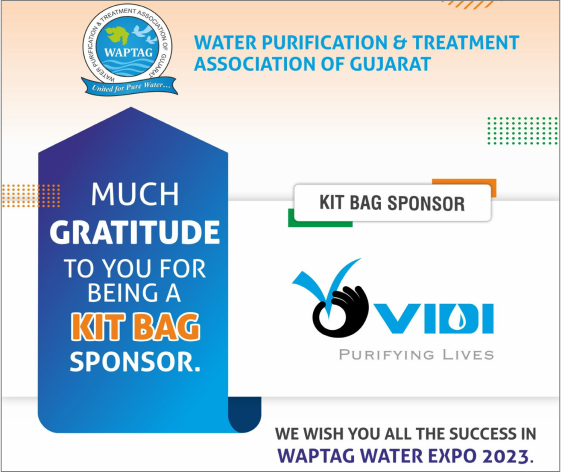 WATER PURIFICATION & TREATMENT ASSOCIATION OF GUJARAT
WAPTAG
United for Pure Water...
WATER PURIFICATION & TREATMENT
ASSOCIATION OF GUJARAT
MUCH
GRATITUDE
TO YOU FOR
BEING A
KIT BAG
SPONSOR.
KIT BAG SPONSOR
VIDI
PURIFYING LIVES
WE WISH YOU ALL THE SUCCESS IN
WAPTAG WATER EXPO 2023.